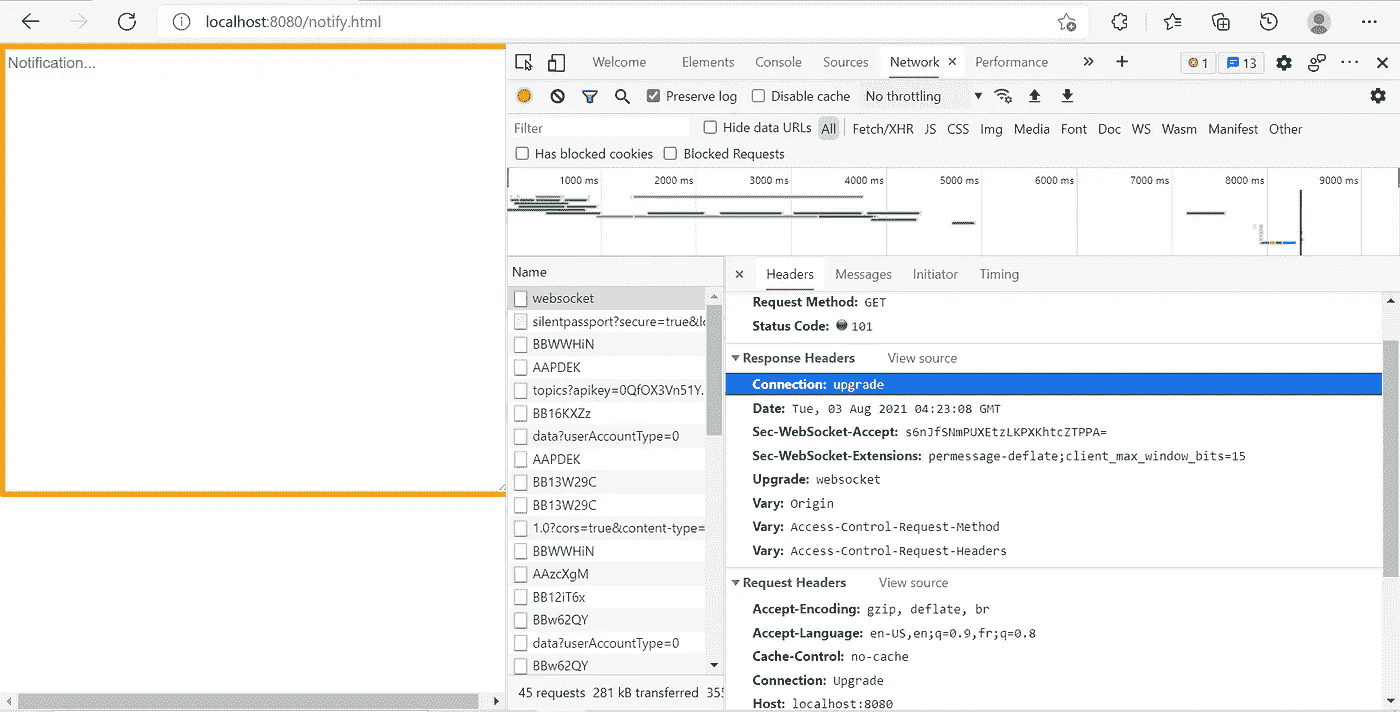 localhost:8080/notify.html
Notification...
Welcome Elements Console Sources Network Performance 1 13
Preserve log Disable cache No throttling
Filter Hide data URLs All Fetch/XHR JS CSS Img Media Font Doc WS Wasm Manifest Other
Has blocked cookies Blocked Requests
1000 ms 2000 ms 3000 ms 4000 ms 5000 ms 6000 ms 7000 ms 8000 ms 9000 ms
Name
websocket
silentpassport?secure=true&lc
BBWWHiN
AAPDEK
topics?apikey=0QfOX3Vn51Y.
BB16KXZz
data?userAccountType=0
AAPDEK
BB13W29C
BB13W29C
1.0?cors=true&content-type=
BBWWHiN
AAzcXgM
BB12iT6x
BBw62QY
data?userAccountType=0
BBw62QY
45 requests 281 kB transferred 355
Headers Messages Initiator Timing
Request Method: GET
Status Code: 101
Response Headers View source
Connection: upgrade
Date: Tue, 03 Aug 2021 04:23:08 GMT
Sec-WebSocket-Accept: s6nJfSNmPUXEtzLKPXKhtcZTPPA=
Sec-WebSocket-Extensions: permessage-deflate;client_max_window_bits=15
Upgrade: websocket
Vary: Origin
Vary: Access-Control-Request-Method
Vary: Access-Control-Request-Headers
Request Headers View source
Accept-Encoding: gzip, deflate, br
Accept-Language: en-US,en;q=0.9,fr;q=0.8
Cache-Control: no-cache
Connection: Upgrade
Host: localhost:8080